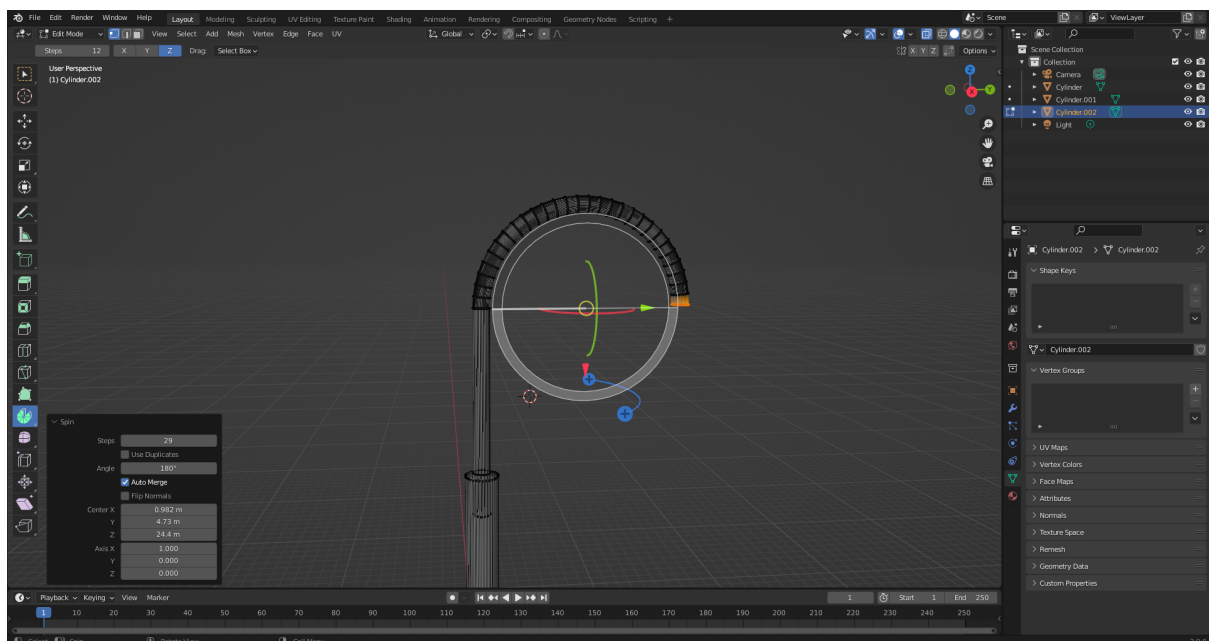 File Edit Render Window Help Layout Modeling Sculpting UV Editing Texture Paint Shading Animation Rendering Compositing Geometry Nodes Scripting + Scene ViewLayer
Edit Mode View Select Add Mesh Vertex Edge Face UV Global
Steps 12 X Y Z Drag: Select Box X Y Z Options
User Perspective
(1) Cylinder.002
Z
Y
X
Scene Collection
Collection
Camera
Cylinder
Cylinder.001
Cylinder.002
Light
Cylinder.002 > Cylinder.002
Shape Keys
Cylinder.002
Vertex Groups
UV Maps
Vertex Colors
Face Maps
Attributes
Normals
Texture Space
Remesh
Geometry Data
Custom Properties
Spin
Steps 29
Use Duplicates
Angle 180°
Auto Merge
Flip Normals
Center X 0.982 m
Y 4.73 m
Z 24.4 m
Axis X 1.000
Y 0.000
Z 0.000
Playback Keying View Marker 1 Start 1 End 250
1 10 20 30 40 50 60 70 80 90 100 110 120 130 140 150 160 170 180 190 200 210 220 230 240 250